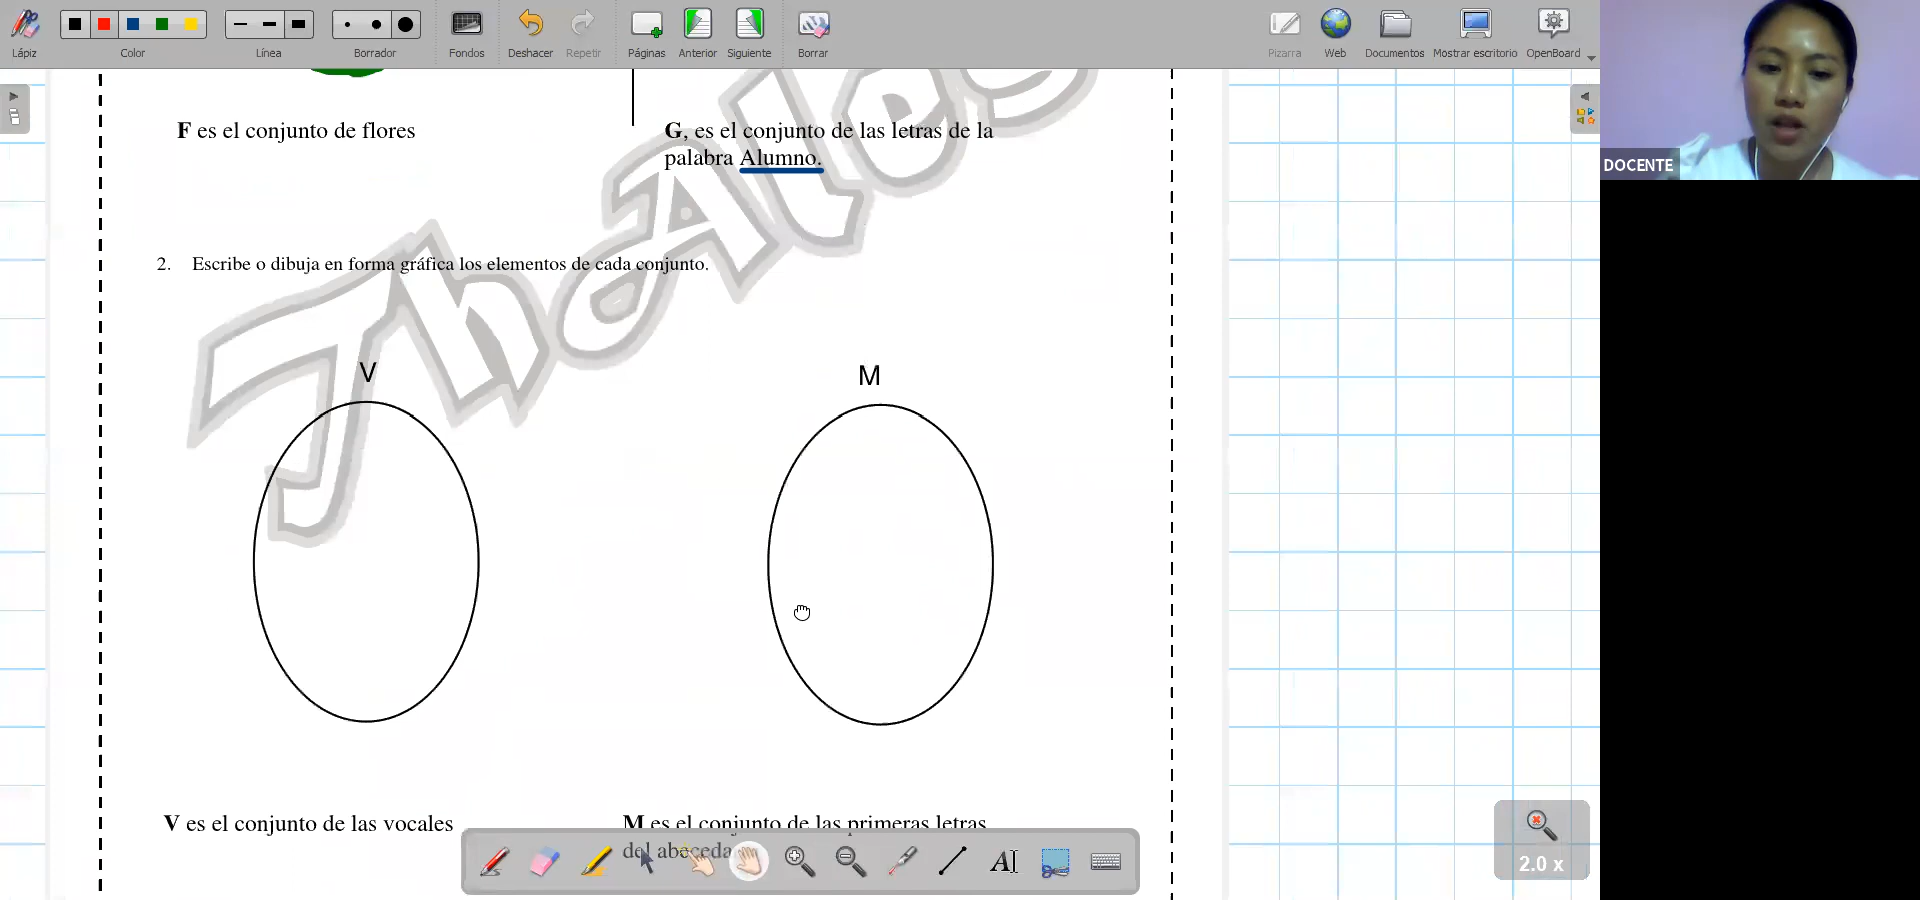 Lápiz
Color
Línea
Borrador
Fondos
Deshacer
Repetir
Páginas
Anterior
Siguiente
Borrar
Pizarra
Web
Documentos
Mostrar escritorio
OpenBoard
DOCENTE
F es el conjunto de flores
G, es el conjunto de las letras de la
palabra Alumno.
Thales
2. Escribe o dibuja en forma gráfica los elementos de cada conjunto.
V
M
V es el conjunto de las vocales
M es el conjunto de las primeras letras
del abeceda
AI
2.0 x